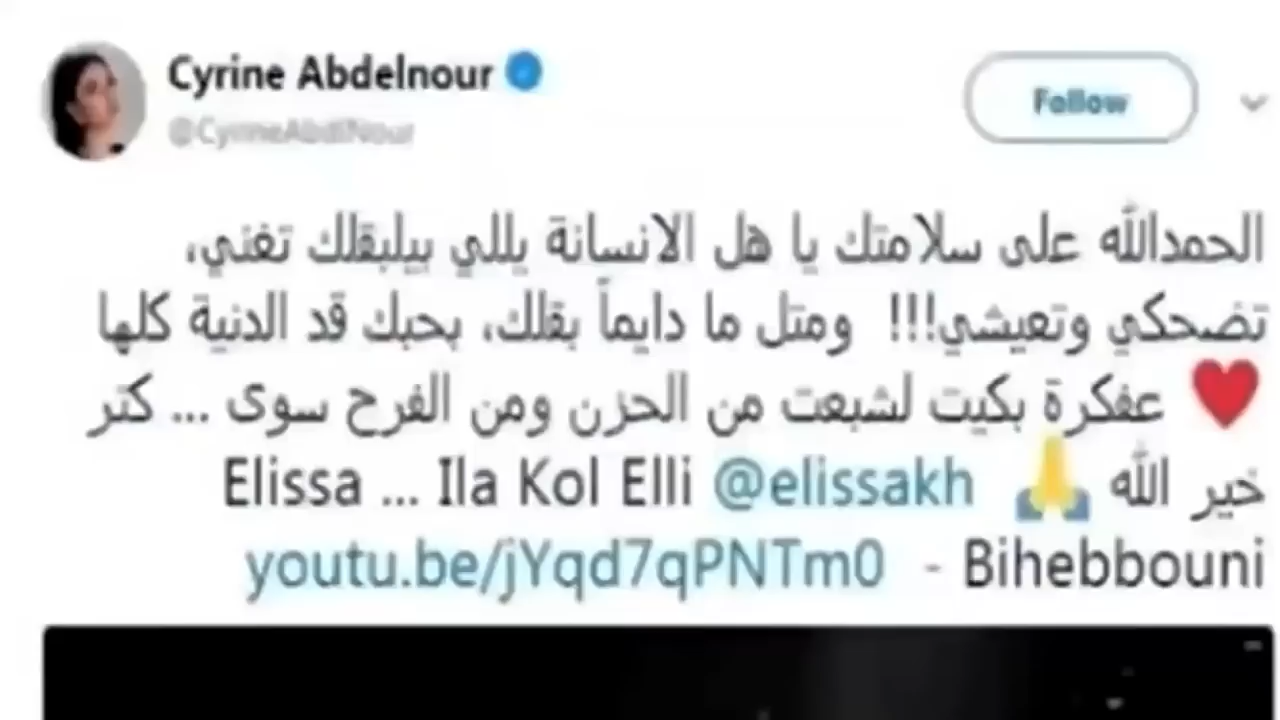 Cyrine Abdelnour
@CyrineAbdlNour
Follow
الحمدالله على سلامتك يا هل الانسانة يللي بيلبقلك تغني،
تضحكي وتعيشي!!! ومتل ما دايماً بقلك، بحبك قد الدنية كلها
❤️ عفكرة بكيت لشبعت من الحزن ومن الفرح سوى ... كتر
خير الله 🙏 @elissakh Elissa ... Ila Kol Elli
Bihebbouni - youtu.be/jYqd7qPNTm0